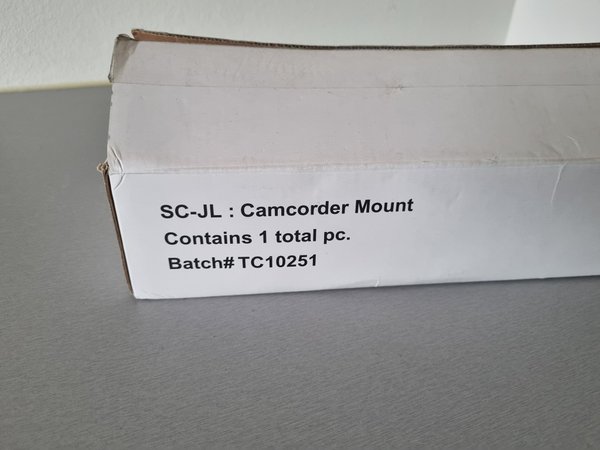 SC-JL : Camcorder Mount
Contains 1 total pc.
Batch# TC10251